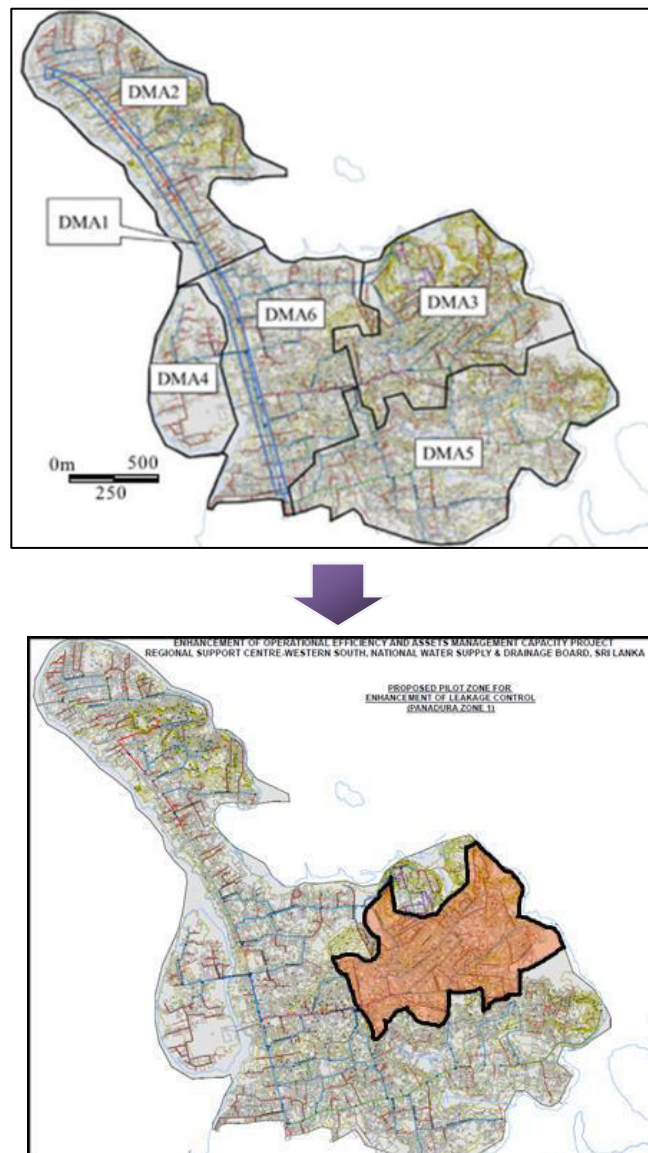 DMA2
DMA1
DMA3
DMA6
DMA4
DMA5
0m 500
250
ENHANCEMENT OF OPERATIONAL EFFICIENCY AND ASSETS MANAGEMENT CAPACITY PROJECT
REGIONAL SUPPORT CENTRE-WESTERN SOUTH, NATIONAL WATER SUPPLY & DRAINAGE BOARD, SRI LANKA
PROPOSED PILOT ZONE FOR
ENHANCEMENT OF LEAKAGE CONTROL
(PANADURA ZONE 1)